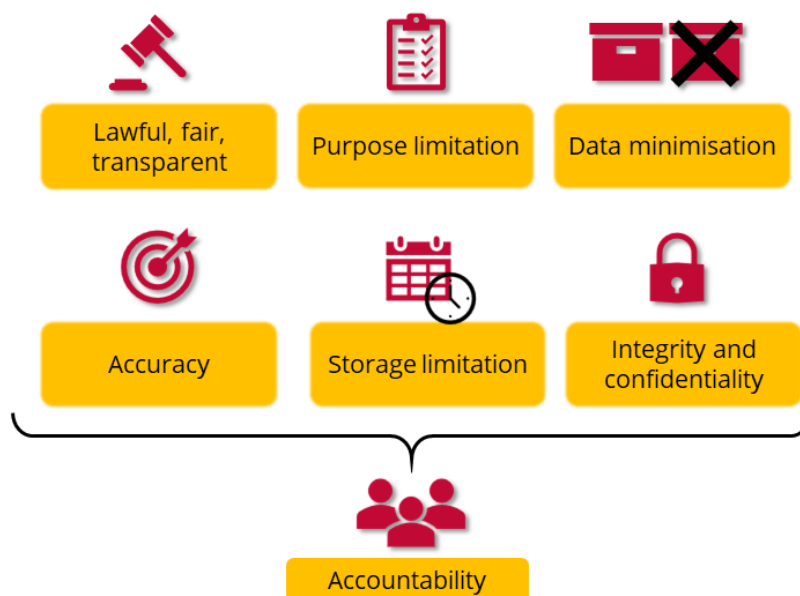 Lawful, fair,
transparent
Purpose limitation
Data minimisation
Accuracy
Storage limitation
Integrity and
confidentiality
Accountability